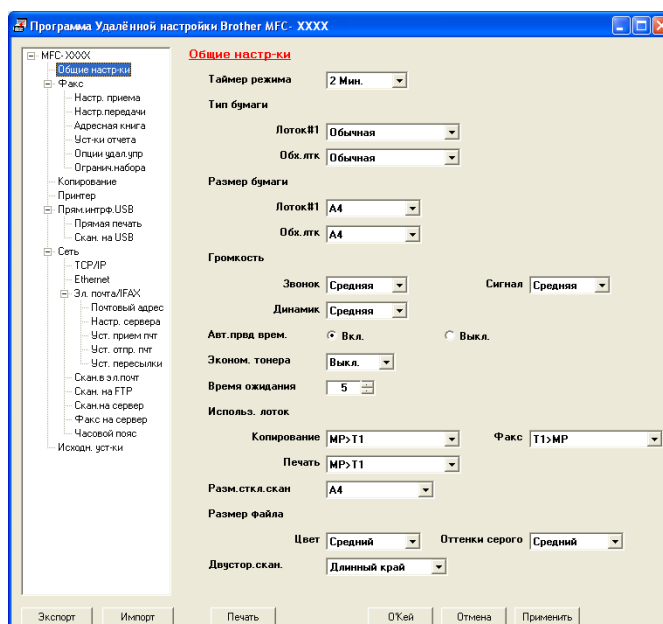 Программа Удалённой настройки Brother MFC- XXXX
MFC-XXXX
Общие настр-ки
Факс
Настр. приема
Настр.передачи
Адресная книга
Уст-ки отчета
Опции удал.упр
Огранич.набора
Копирование
Принтер
Прям.интрф.USB
Прямая печать
Скан. на USB
Сеть
TCP/IP
Ethernet
Эл. почта/IFAX
Почтовый адрес
Настр. сервера
Уст. прием пчт
Уст. отпр. пчт
Уст. пересылки
Скан.в эл.почт
Скан. на FTP
Скан.на сервер
Факс на сервер
Часовой пояс
Исходн. уст-ки
Общие настр-ки
Таймер режима 2 Мин.
Тип бумаги
Лоток#1 Обычная
Обх.лтк Обычная
Размер бумаги
Лоток#1 A4
Обх.лтк A4
Громкость
Звонок Средняя Сигнал Средняя
Динамик Средняя
Авт.првд врем. Вкл. Выкл.
Эконом. тонера Выкл.
Время ожидания 5
Использ. лоток
Копирование MP>T1 Факс T1>MP
Печать MP>T1
Разм.сткл.скан A4
Размер файла
Цвет Средний Оттенки серого Средний
Двустор.скан. Длинный край
Экспорт Импорт Печать О'Кей Отмена Применить